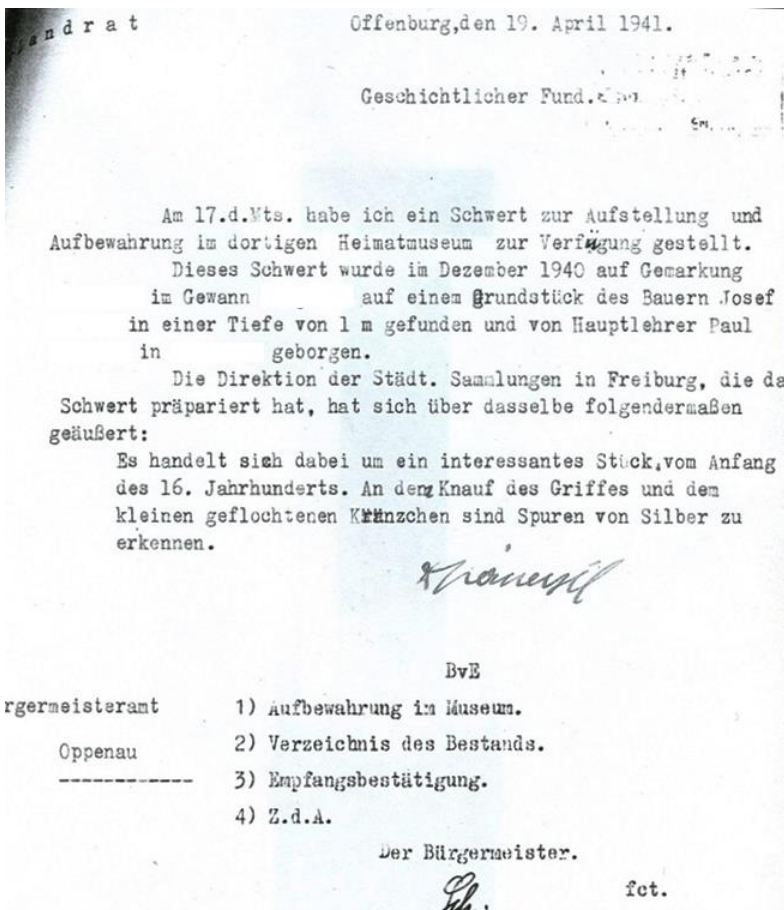 Landrat
Offenburg,den 19. April 1941.
Geschichtlicher Fund.
Am 17.d.Mts. habe ich ein Schwert zur Aufstellung und
Aufbewahrung im dortigen Heimatmuseum zur Verfügung gestellt.
Dieses Schwert wurde im Dezember 1940 auf Gemarkung
im Gewann auf einem Grundstück des Bauern Josef
in einer Tiefe von 1 m gefunden und von Hauptlehrer Paul
in geborgen.
Die Direktion der Städt. Sammlungen in Freiburg, die da
Schwert präpariert hat, hat sich über dasselbe folgendermaßen
geäußert:
Es handelt sich dabei um ein interessantes Stück,vom Anfang
des 16. Jahrhunderts. An dem Knauf des Griffes und dem
kleinen geflochtenen Kränzchen sind Spuren von Silber zu
erkennen.
BvE
rgermeisteramt
Oppenau
1) Aufbewahrung im Museum.
2) Verzeichnis des Bestands.
3) Empfangsbestätigung.
4) Z.d.A.
Der Bürgermeister.
fct.